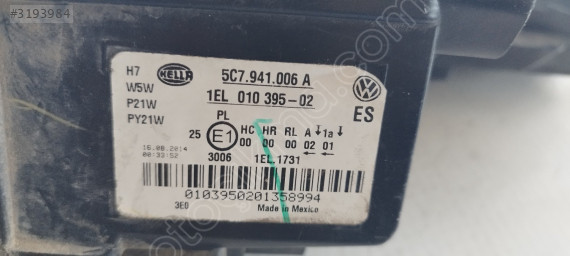 #3193984
H7
W5W
P21W
PY21W
HELLA
5C7.941.006 A
1EL 010 395-02
ES
PL
25
E1
HC HR RL A 1a
00 00 00 02 01
3006 1EL.1731
16.08.2014
08:33:52
0103950201358994
3E0
Made in Mexico